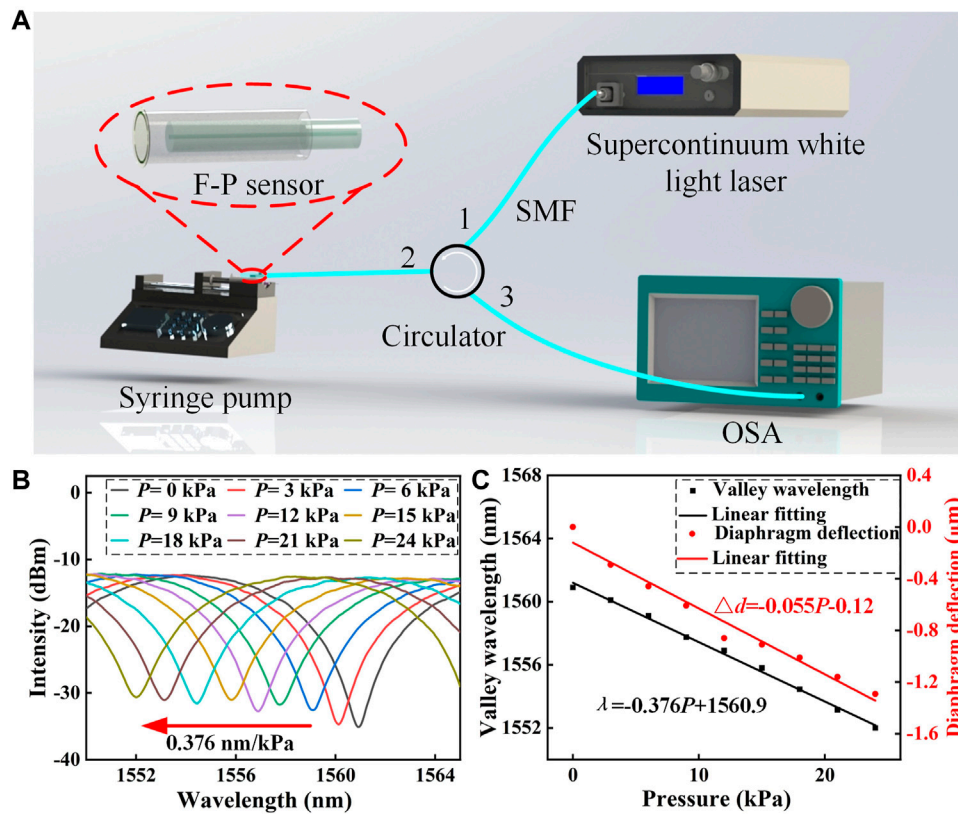 A
F-P sensor
Supercontinuum white
light laser
SMF
1
2
3
Circulator
Syringe pump
OSA
B
P= 0 kPa P= 3 kPa P= 6 kPa
P= 9 kPa P=12 kPa P=15 kPa
P=18 kPa P=21 kPa P=24 kPa
0
-10
-20
-30
-40
Intensity (dBm)
0.376 nm/kPa
1552 1556 1560 1564
Wavelength (nm)
C
1568
1564
1560
1556
1552
Valley wavelength (nm)
Valley wavelength
Linear fitting
Diaphragm deflection
Linear fitting
△d=-0.055P-0.12
λ=-0.376P+1560.9
0.4
0.0
-0.4
-0.8
-1.2
-1.6
Diaphragm deflection (μm)
0 10 20
Pressure (kPa)